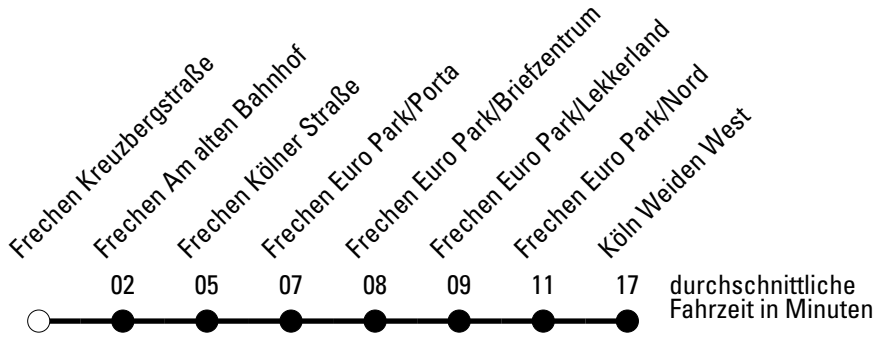 Frechen Kreuzbergstraße
Frechen Am alten Bahnhof
Frechen Kölner Straße
Frechen Euro Park/Porta
Frechen Euro Park/Briefzentrum
Frechen Euro Park/Lekkerland
Frechen Euro Park/Nord
Köln Weiden West
02 05 07 08 09 11 17 durchschnittliche
Fahrzeit in Minuten